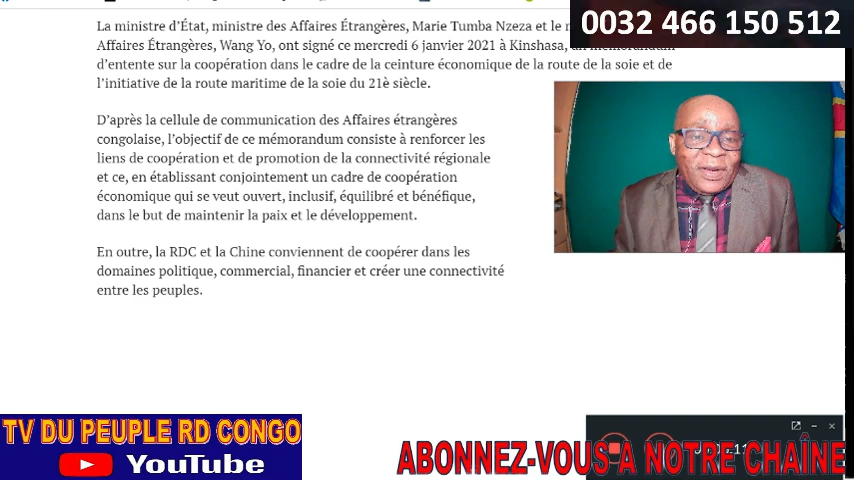 0032 466 150 512
La ministre d'État, ministre des Affaires Étrangères, Marie Tumba Nzeza et le
Affaires Étrangères, Wang Yo, ont signé ce mercredi 6 janvier 2021 à Kinshasa, un mémorandum
d'entente sur la coopération dans le cadre de la ceinture économique de la route de la soie et de
l'initiative de la route maritime de la soie du 21è siècle.
D'après la cellule de communication des Affaires étrangères
congolaise, l'objectif de ce mémorandum consiste à renforcer les
liens de coopération et de promotion de la connectivité régionale
et ce, en établissant conjointement un cadre de coopération
économique qui se veut ouvert, inclusif, équilibré et bénéfique,
dans le but de maintenir la paix et le développement.
En outre, la RDC et la Chine conviennent de coopérer dans les
domaines politique, commercial, financier et créer une connectivité
entre les peuples.
TV DU PEUPLE RD CONGO
YouTube
ABONNEZ-VOUS A NOTRE CHAÎNE